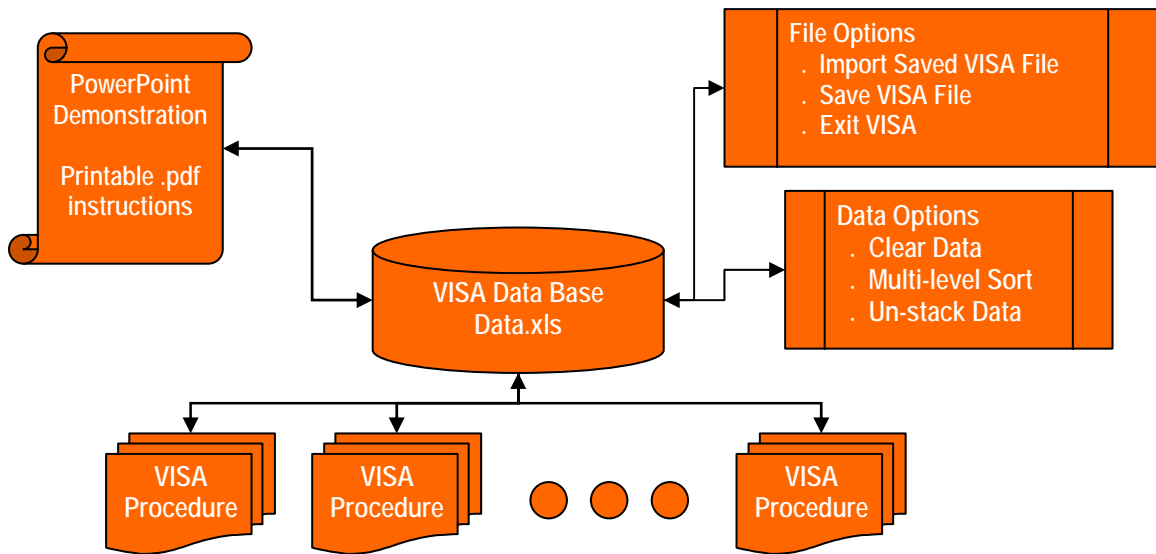 PowerPoint
Demonstration
Printable .pdf
instructions
File Options
. Import Saved VISA File
. Save VISA File
. Exit VISA
Data Options
. Clear Data
. Multi-level Sort
. Un-stack Data
VISA Data Base
Data.xls
VISA
Procedure
VISA
Procedure
VISA
Procedure